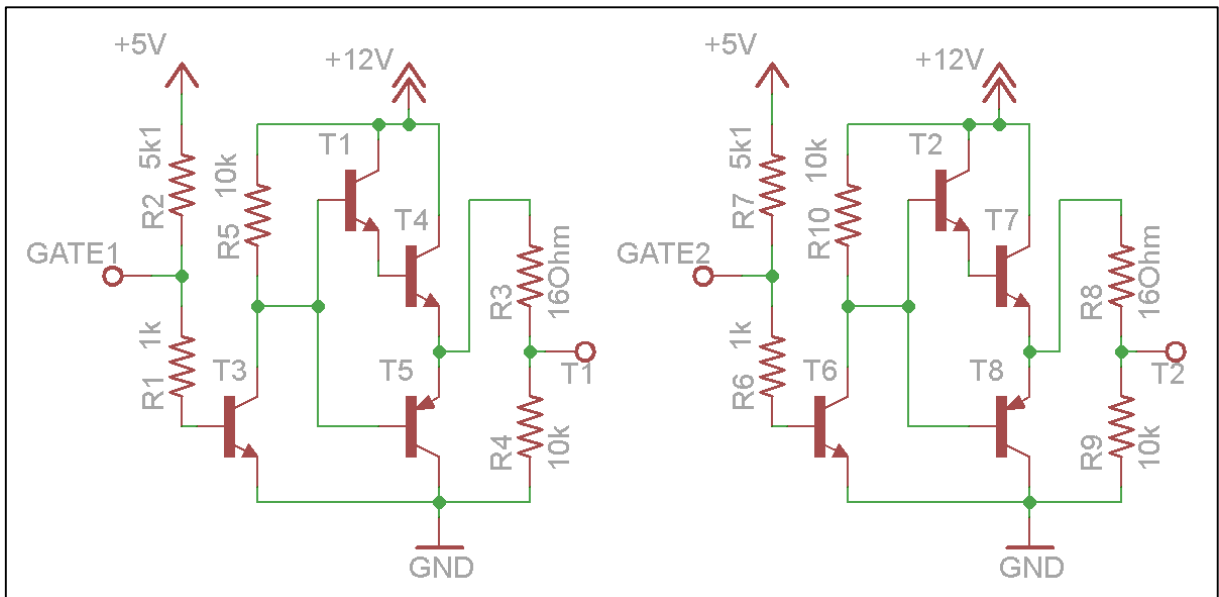 +5V
+12V
5k1
R2
10k
R5
T1
T4
GATE1
R3
16Ohm
1k
R1
T3
T5
T1
R4
10k
GND
+5V
+12V
5k1
R7
10k
R10
T2
T7
GATE2
R8
16Ohm
1k
R6
T6
T8
T2
R9
10k
GND